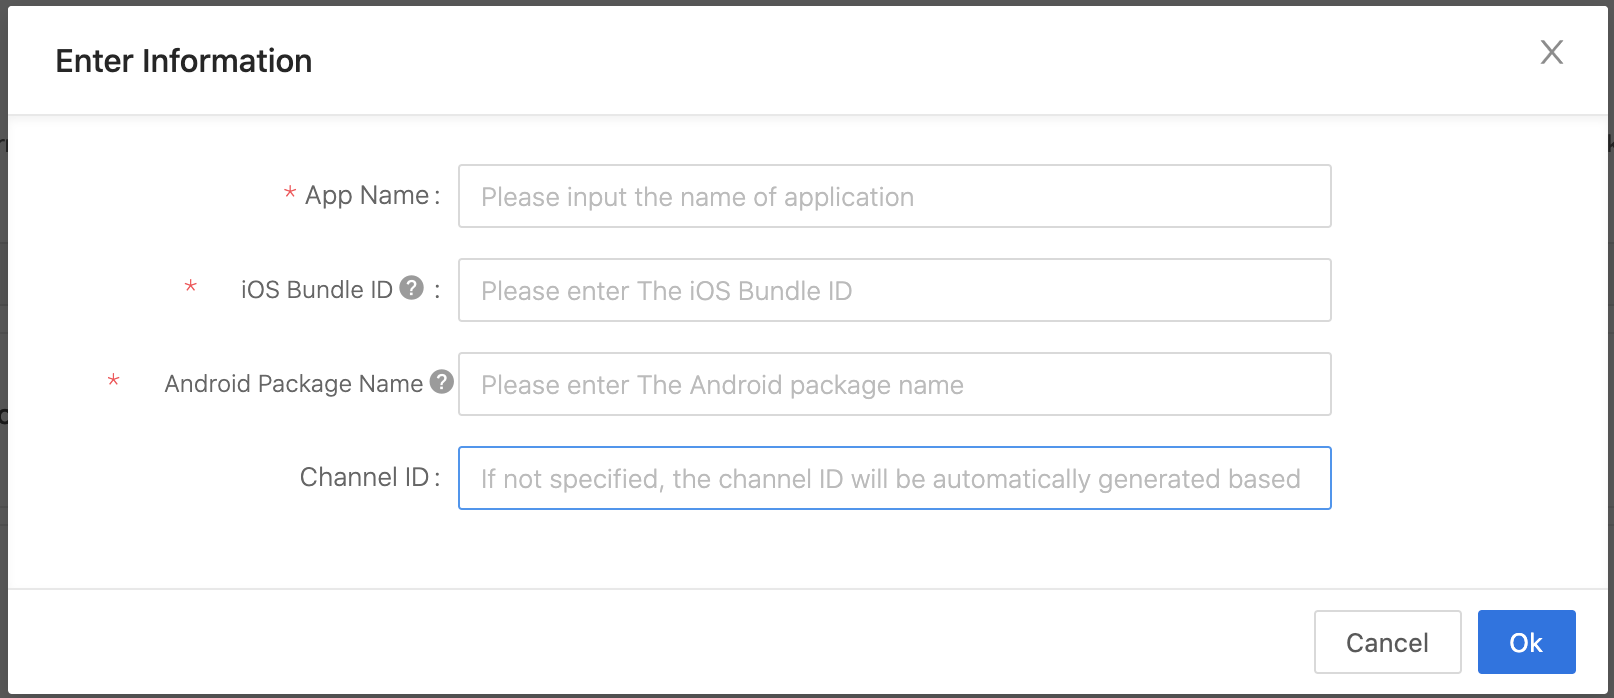 Enter Information
X
* App Name :
Please input the name of application
* iOS Bundle ID ? :
Please enter The iOS Bundle ID
* Android Package Name ?
Please enter The Android package name
Channel ID :
If not specified, the channel ID will be automatically generated based
Cancel
Ok